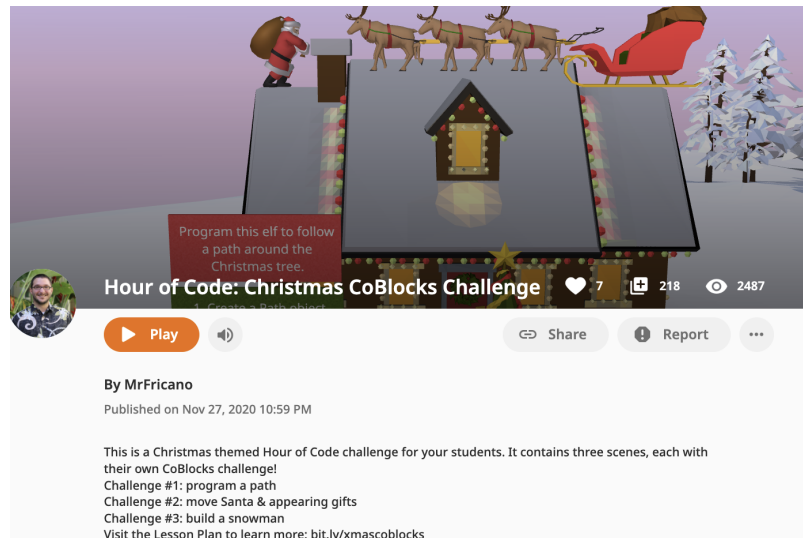 Program this elf to follow
a path around the
Christmas tree.
1. Create a Path object
Hour of Code: Christmas CoBlocks Challenge
7
218
2487
Play
Share
Report
By MrFricano
Published on Nov 27, 2020 10:59 PM
This is a Christmas themed Hour of Code challenge for your students. It contains three scenes, each with
their own CoBlocks challenge!
Challenge #1: program a path
Challenge #2: move Santa & appearing gifts
Challenge #3: build a snowman
Visit the Lesson Plan to learn more: bit.ly/xmascoblocks